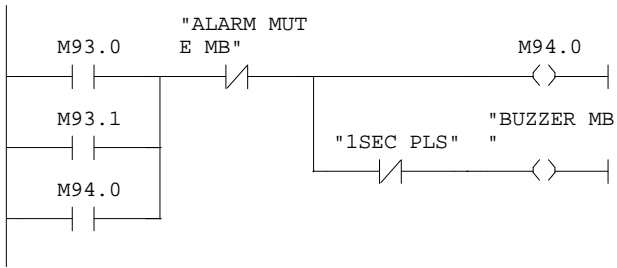 "ALARM MUT
M93.0 E MB" M94.0
M93.1 "BUZZER MB
"1SEC PLS" "
M94.0